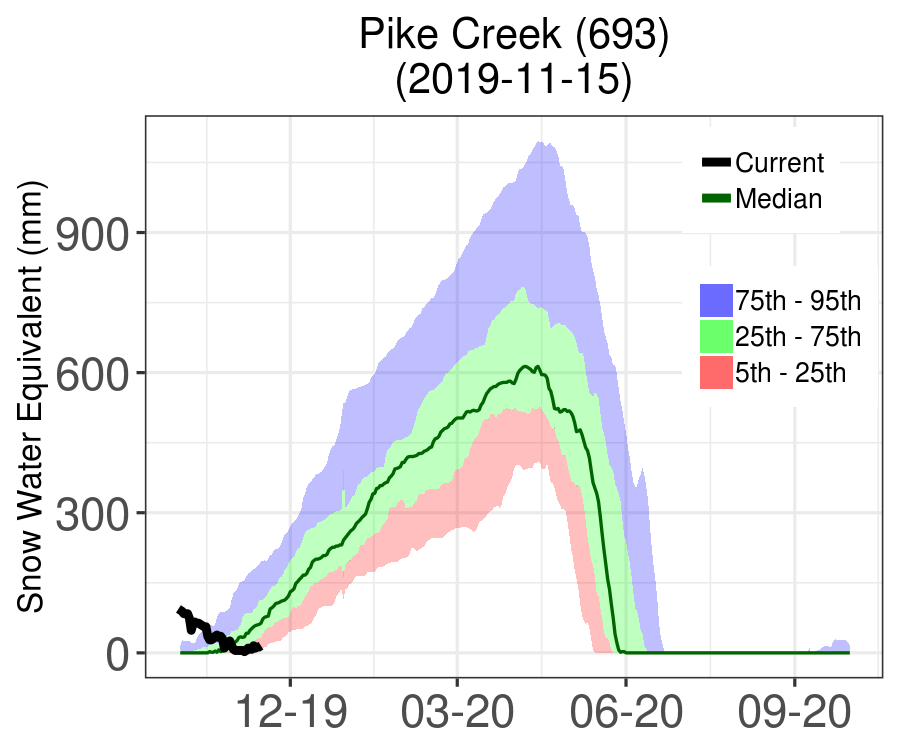 Pike Creek (693)
(2019-11-15)
Snow Water Equivalent (mm)
900
600
300
0
12-19
03-20
06-20
09-20
Current
Median
75th - 95th
25th - 75th
5th - 25th